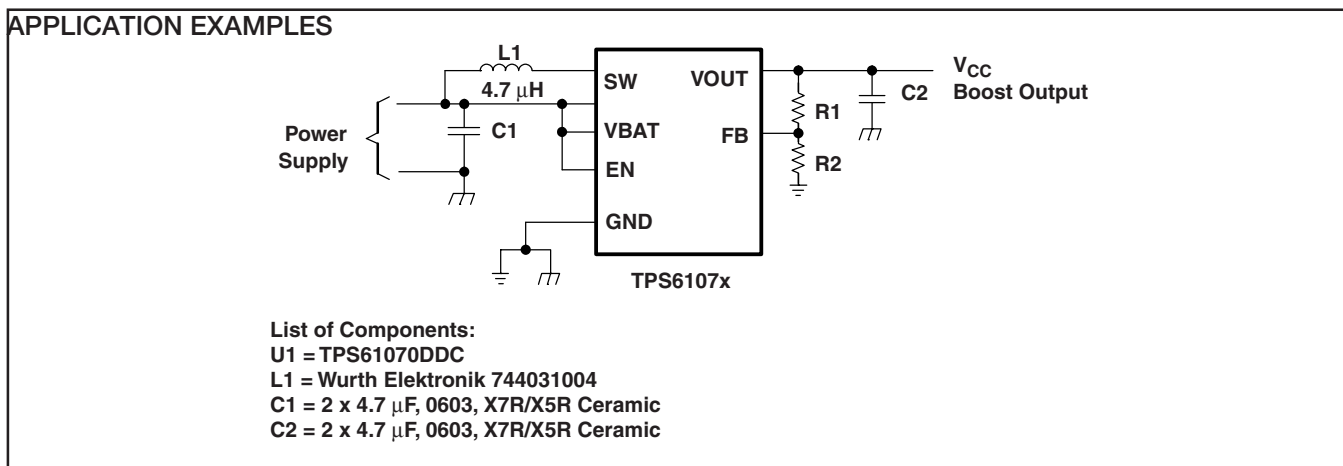 APPLICATION EXAMPLES
L1
4.7 μH
SW
VOUT
VCC
Boost Output
C2
R1
Power
Supply
C1
VBAT
FB
R2
EN
GND
TPS6107x
List of Components:
U1 = TPS61070DDC
L1 = Wurth Elektronik 744031004
C1 = 2 x 4.7 μF, 0603, X7R/X5R Ceramic
C2 = 2 x 4.7 μF, 0603, X7R/X5R Ceramic